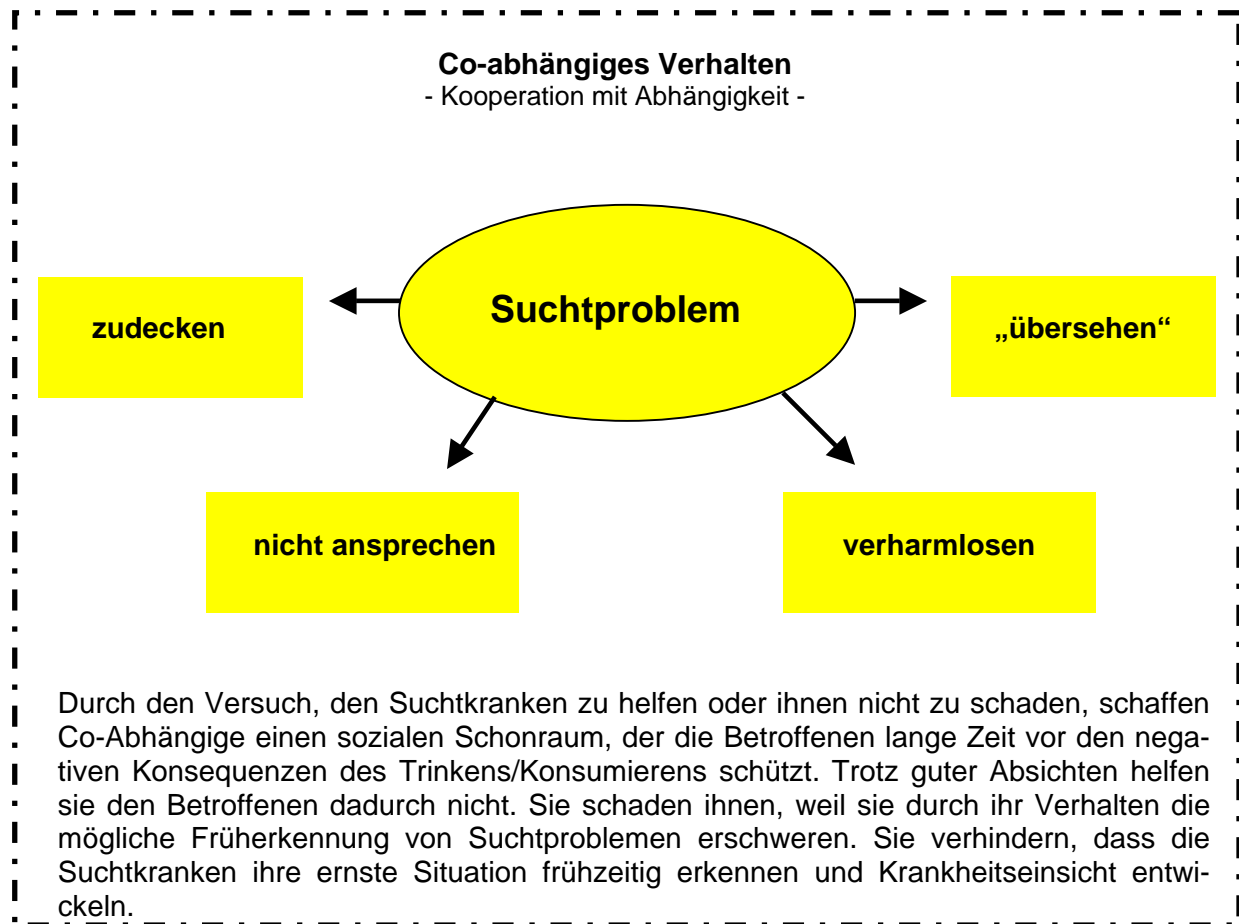 Co-abhängiges Verhalten
- Kooperation mit Abhängigkeit -
Suchtproblem
zudecken
„übersehen“
nicht ansprechen
verharmlosen
Durch den Versuch, den Suchtkranken zu helfen oder ihnen nicht zu schaden, schaffen
Co-Abhängige einen sozialen Schonraum, der die Betroffenen lange Zeit vor den nega-
tiven Konsequenzen des Trinkens/Konsumierens schützt. Trotz guter Absichten helfen
sie den Betroffenen dadurch nicht. Sie schaden ihnen, weil sie durch ihr Verhalten die
mögliche Früherkennung von Suchtproblemen erschweren. Sie verhindern, dass die
Suchtkranken ihre ernste Situation frühzeitig erkennen und Krankheitseinsicht entwi-
ckeln.